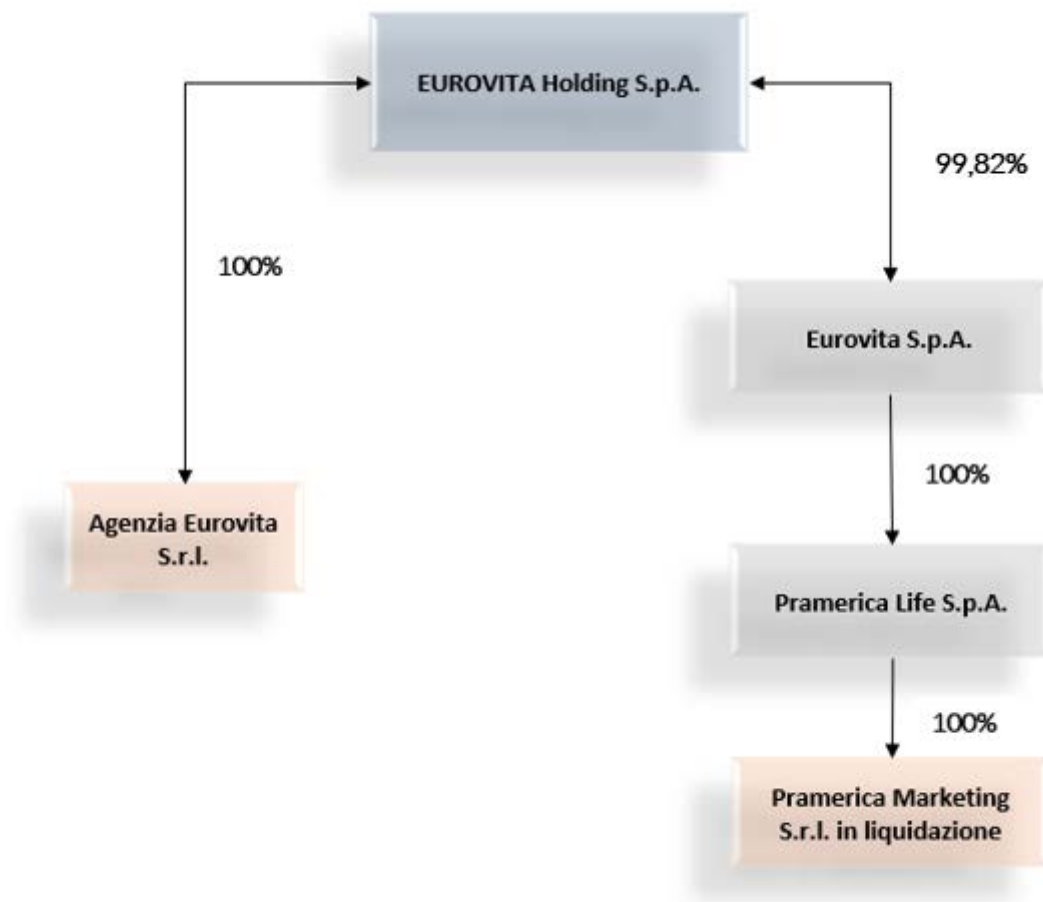 EUROVITA Holding S.p.A.
99,82%
100%
Eurovita S.p.A.
100%
Agenzia Eurovita
S.r.l.
Pramerica Life S.p.A.
100%
Pramerica Marketing
S.r.l. in liquidazione